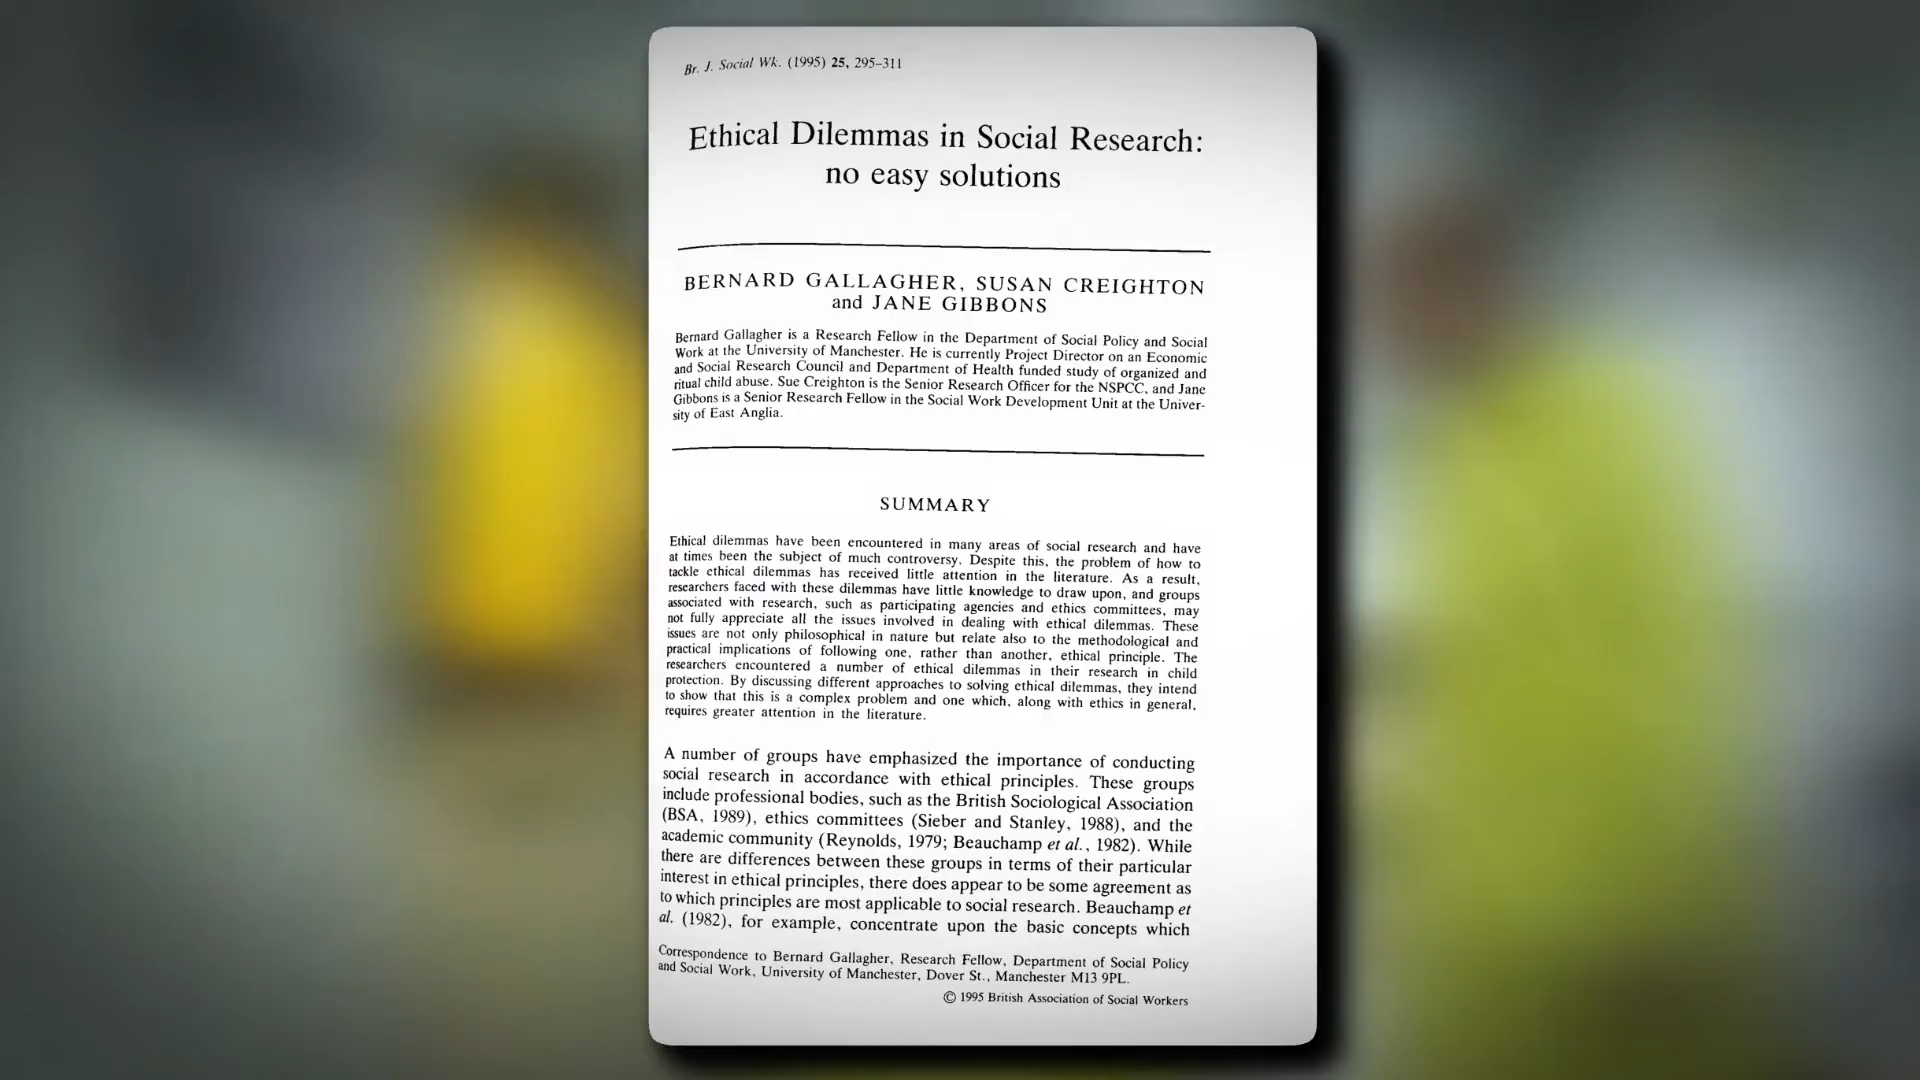 Br. J. Social Wk. (1995) 25, 295–311
Ethical Dilemmas in Social Research:
no easy solutions
BERNARD GALLAGHER, SUSAN CREIGHTON
and JANE GIBBONS
Bernard Gallagher is a Research Fellow in the Department of Social Policy and Social
Work at the University of Manchester. He is currently Project Director on an Economic
and Social Research Council and Department of Health funded study of organized and
ritual child abuse. Sue Creighton is the Senior Research Officer for the NSPCC, and Jane
Gibbons is a Senior Research Fellow in the Social Work Development Unit at the Univer-
sity of East Anglia.
SUMMARY
Ethical dilemmas have been encountered in many areas of social research and have
at times been the subject of much controversy. Despite this, the problem of how to
tackle ethical dilemmas has received little attention in the literature. As a result,
researchers faced with these dilemmas have little knowledge to draw upon, and groups
associated with research, such as participating agencies and ethics committees, may
not fully appreciate all the issues involved in dealing with ethical dilemmas. These
issues are not only philosophical in nature but relate also to the methodological and
practical implications of following one, rather than another, ethical principle. The
researchers encountered a number of ethical dilemmas in their research in child
protection. By discussing different approaches to solving ethical dilemmas, they intend
to show that this is a complex problem and one which, along with ethics in general,
requires greater attention in the literature.
A number of groups have emphasized the importance of conducting
social research in accordance with ethical principles. These groups
include professional bodies, such as the British Sociological Association
(BSA, 1989), ethics committees (Sieber and Stanley, 1988), and the
academic community (Reynolds, 1979; Beauchamp et al., 1982). While
there are differences between these groups in terms of their particular
interest in ethical principles, there does appear to be some agreement as
to which principles are most applicable to social research. Beauchamp et
al. (1982), for example, concentrate upon the basic concepts which
Correspondence to Bernard Gallagher, Research Fellow, Department of Social Policy
and Social Work, University of Manchester, Dover St., Manchester M13 9PL.
© 1995 British Association of Social Workers